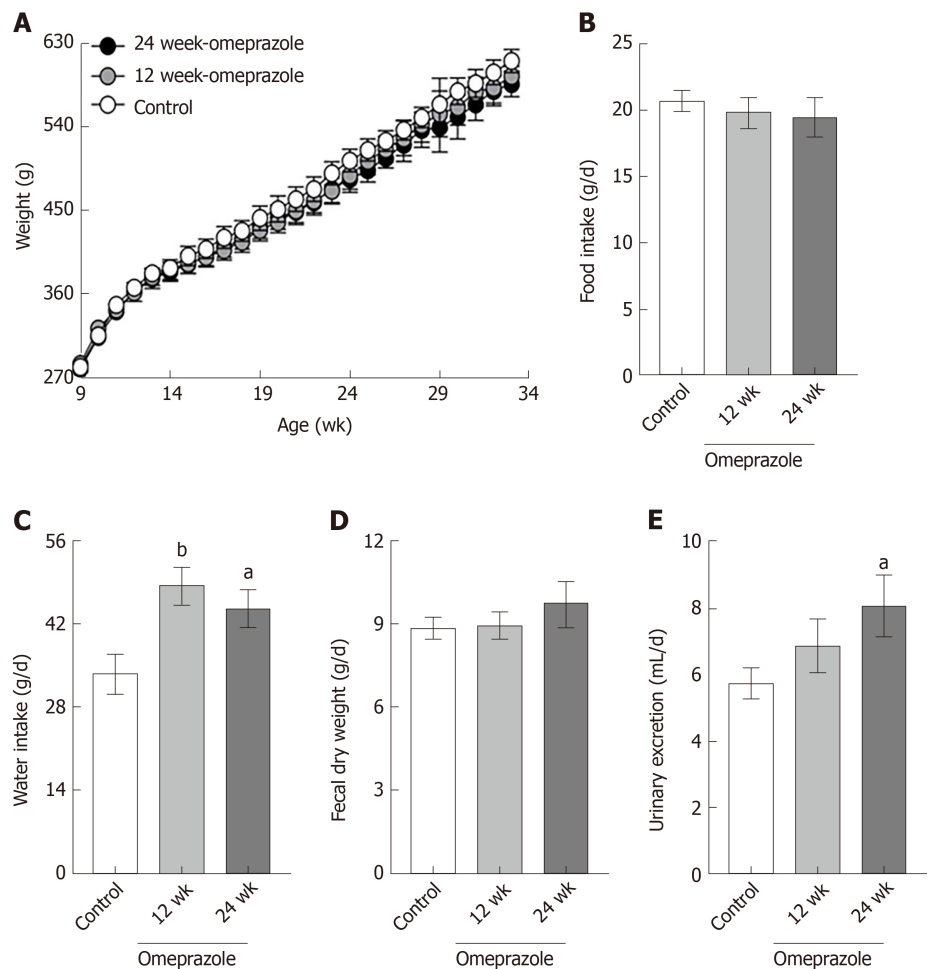 A
630
540
450
360
270
Weight (g)
24 week-omeprazole
12 week-omeprazole
Control
9 14 19 24 29 34
Age (wk)
B
25
20
15
10
5
0
Food intake (g/d)
Control 12 wk 24 wk
Omeprazole
C
56
42
28
14
0
Water intake (g/d)
b
a
Control 12 wk 24 wk
Omeprazole
D
12
9
6
3
0
Fecal dry weight (g/d)
Control 12 wk 24 wk
Omeprazole
E
10
8
6
4
2
0
Urinary excretion (mL/d)
a
Control 12 wk 24 wk
Omeprazole